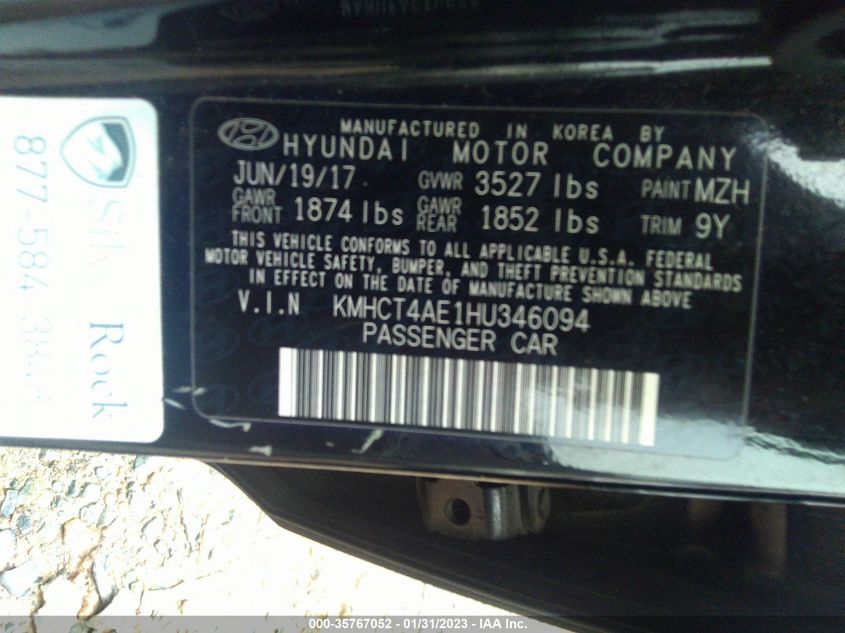 MANUFACTURED IN KOREA BY
HYUNDAI MOTOR COMPANY
JUN/19/17 GVWR 3527 lbs PAINT MZH
GAWR FRONT 1874 lbs GAWR REAR 1852 lbs TRIM 9Y
THIS VEHICLE CONFORMS TO ALL APPLICABLE U.S.A. FEDERAL
MOTOR VEHICLE SAFETY, BUMPER, AND THEFT PREVENTION STANDARDS
IN EFFECT ON THE DATE OF MANUFACTURE SHOWN ABOVE
V.I.N KMHCT4AE1HU346094
PASSENGER CAR
Rock
877-584
000-35767052 - 01/31/2023 - IAA Inc.